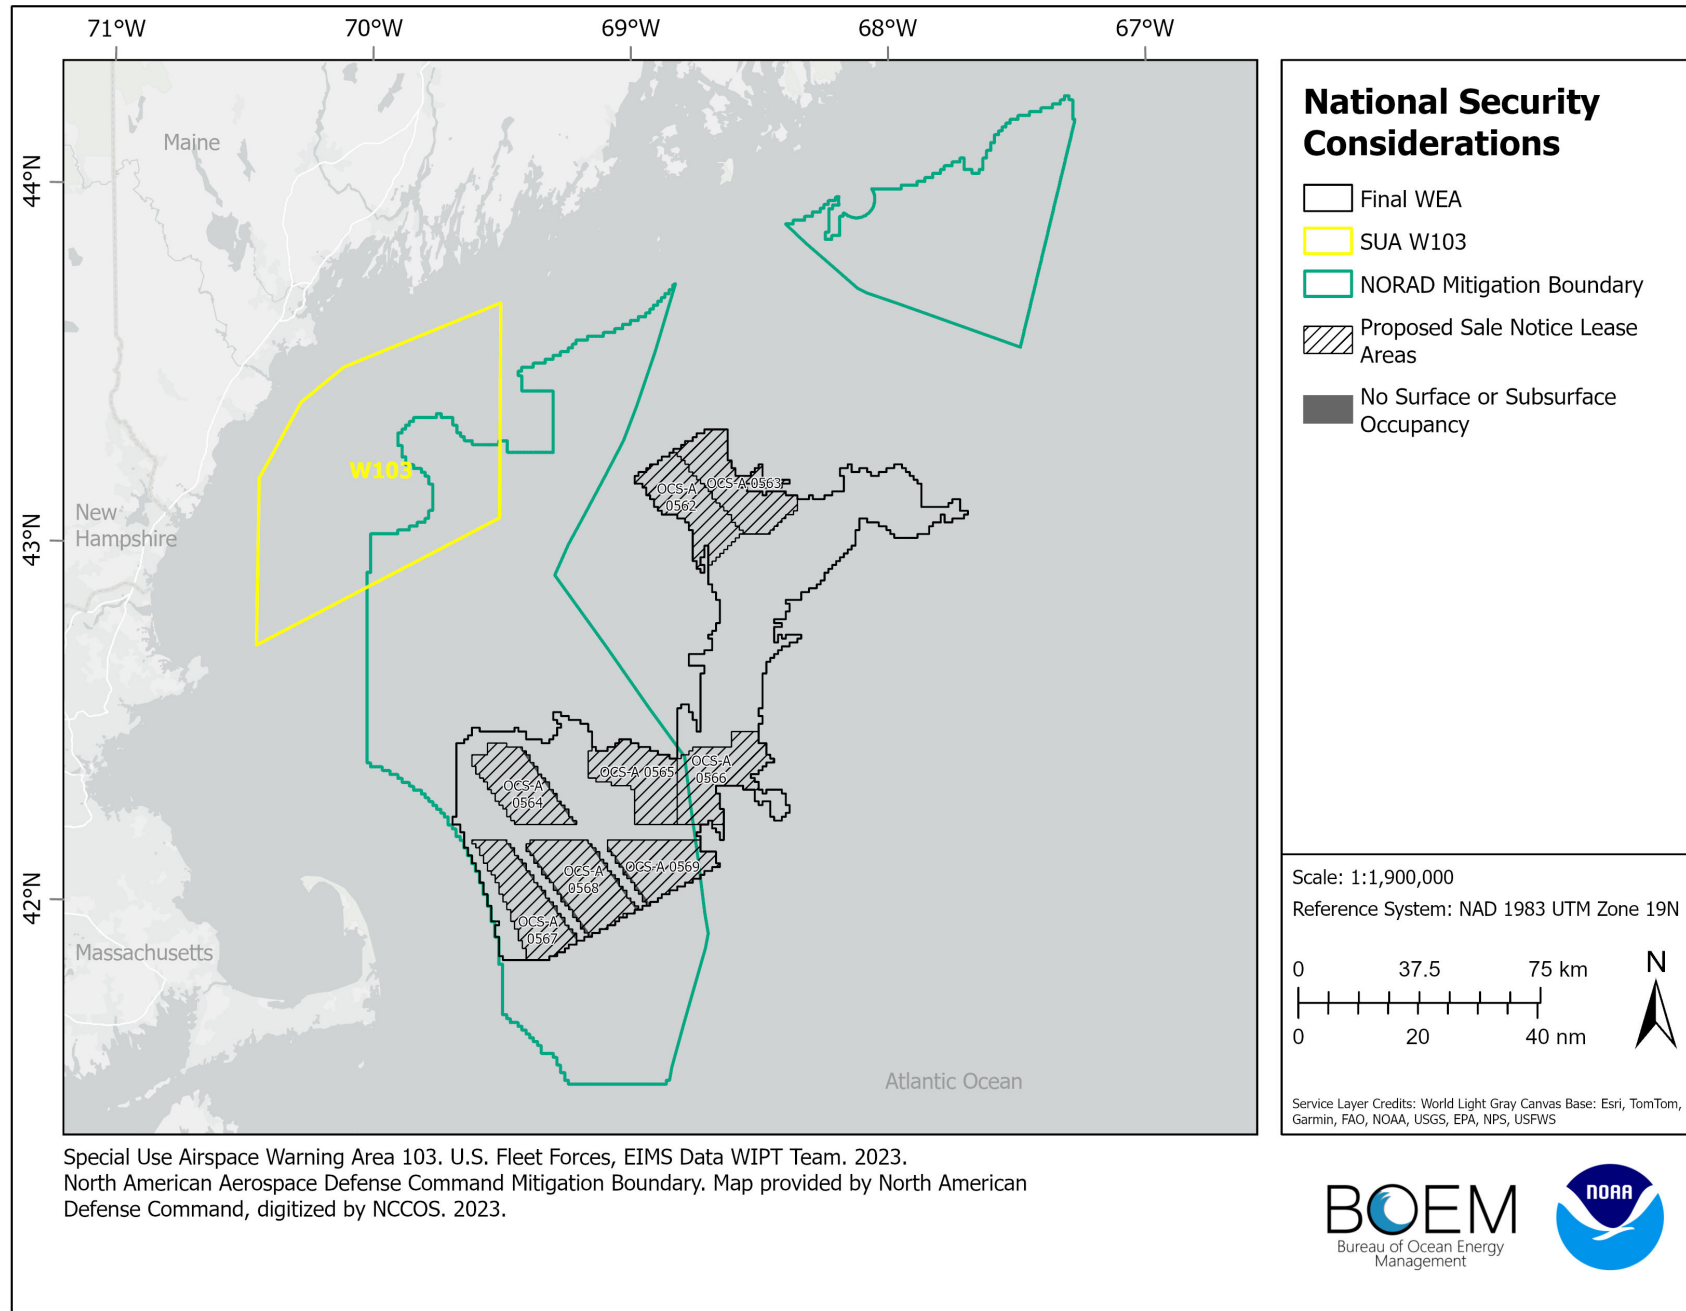 71°W
70°W
69°W
68°W
67°W
44°N
43°N
42°N
Maine
New
Hampshire
Massachusetts
Atlantic Ocean
W103
OCS-A
0562
OCS-A 0563
OCS-A
0564
OCS-A 0565
OCS-A
0566
OCS-A
0567
OCS-A
0568
OCS-A 0569
National Security
Considerations
Final WEA
SUA W103
NORAD Mitigation Boundary
Proposed Sale Notice Lease
Areas
No Surface or Subsurface
Occupancy
Scale: 1:1,900,000
Reference System: NAD 1983 UTM Zone 19N
0 37.5 75 km
0 20 40 nm
N
Service Layer Credits: World Light Gray Canvas Base: Esri, TomTom,
Garmin, FAO, NOAA, USGS, EPA, NPS, USFWS
Special Use Airspace Warning Area 103. U.S. Fleet Forces, EIMS Data WIPT Team. 2023.
North American Aerospace Defense Command Mitigation Boundary. Map provided by North American
Defense Command, digitized by NCCOS. 2023.
BOEM
Bureau of Ocean Energy
Management
NOAA